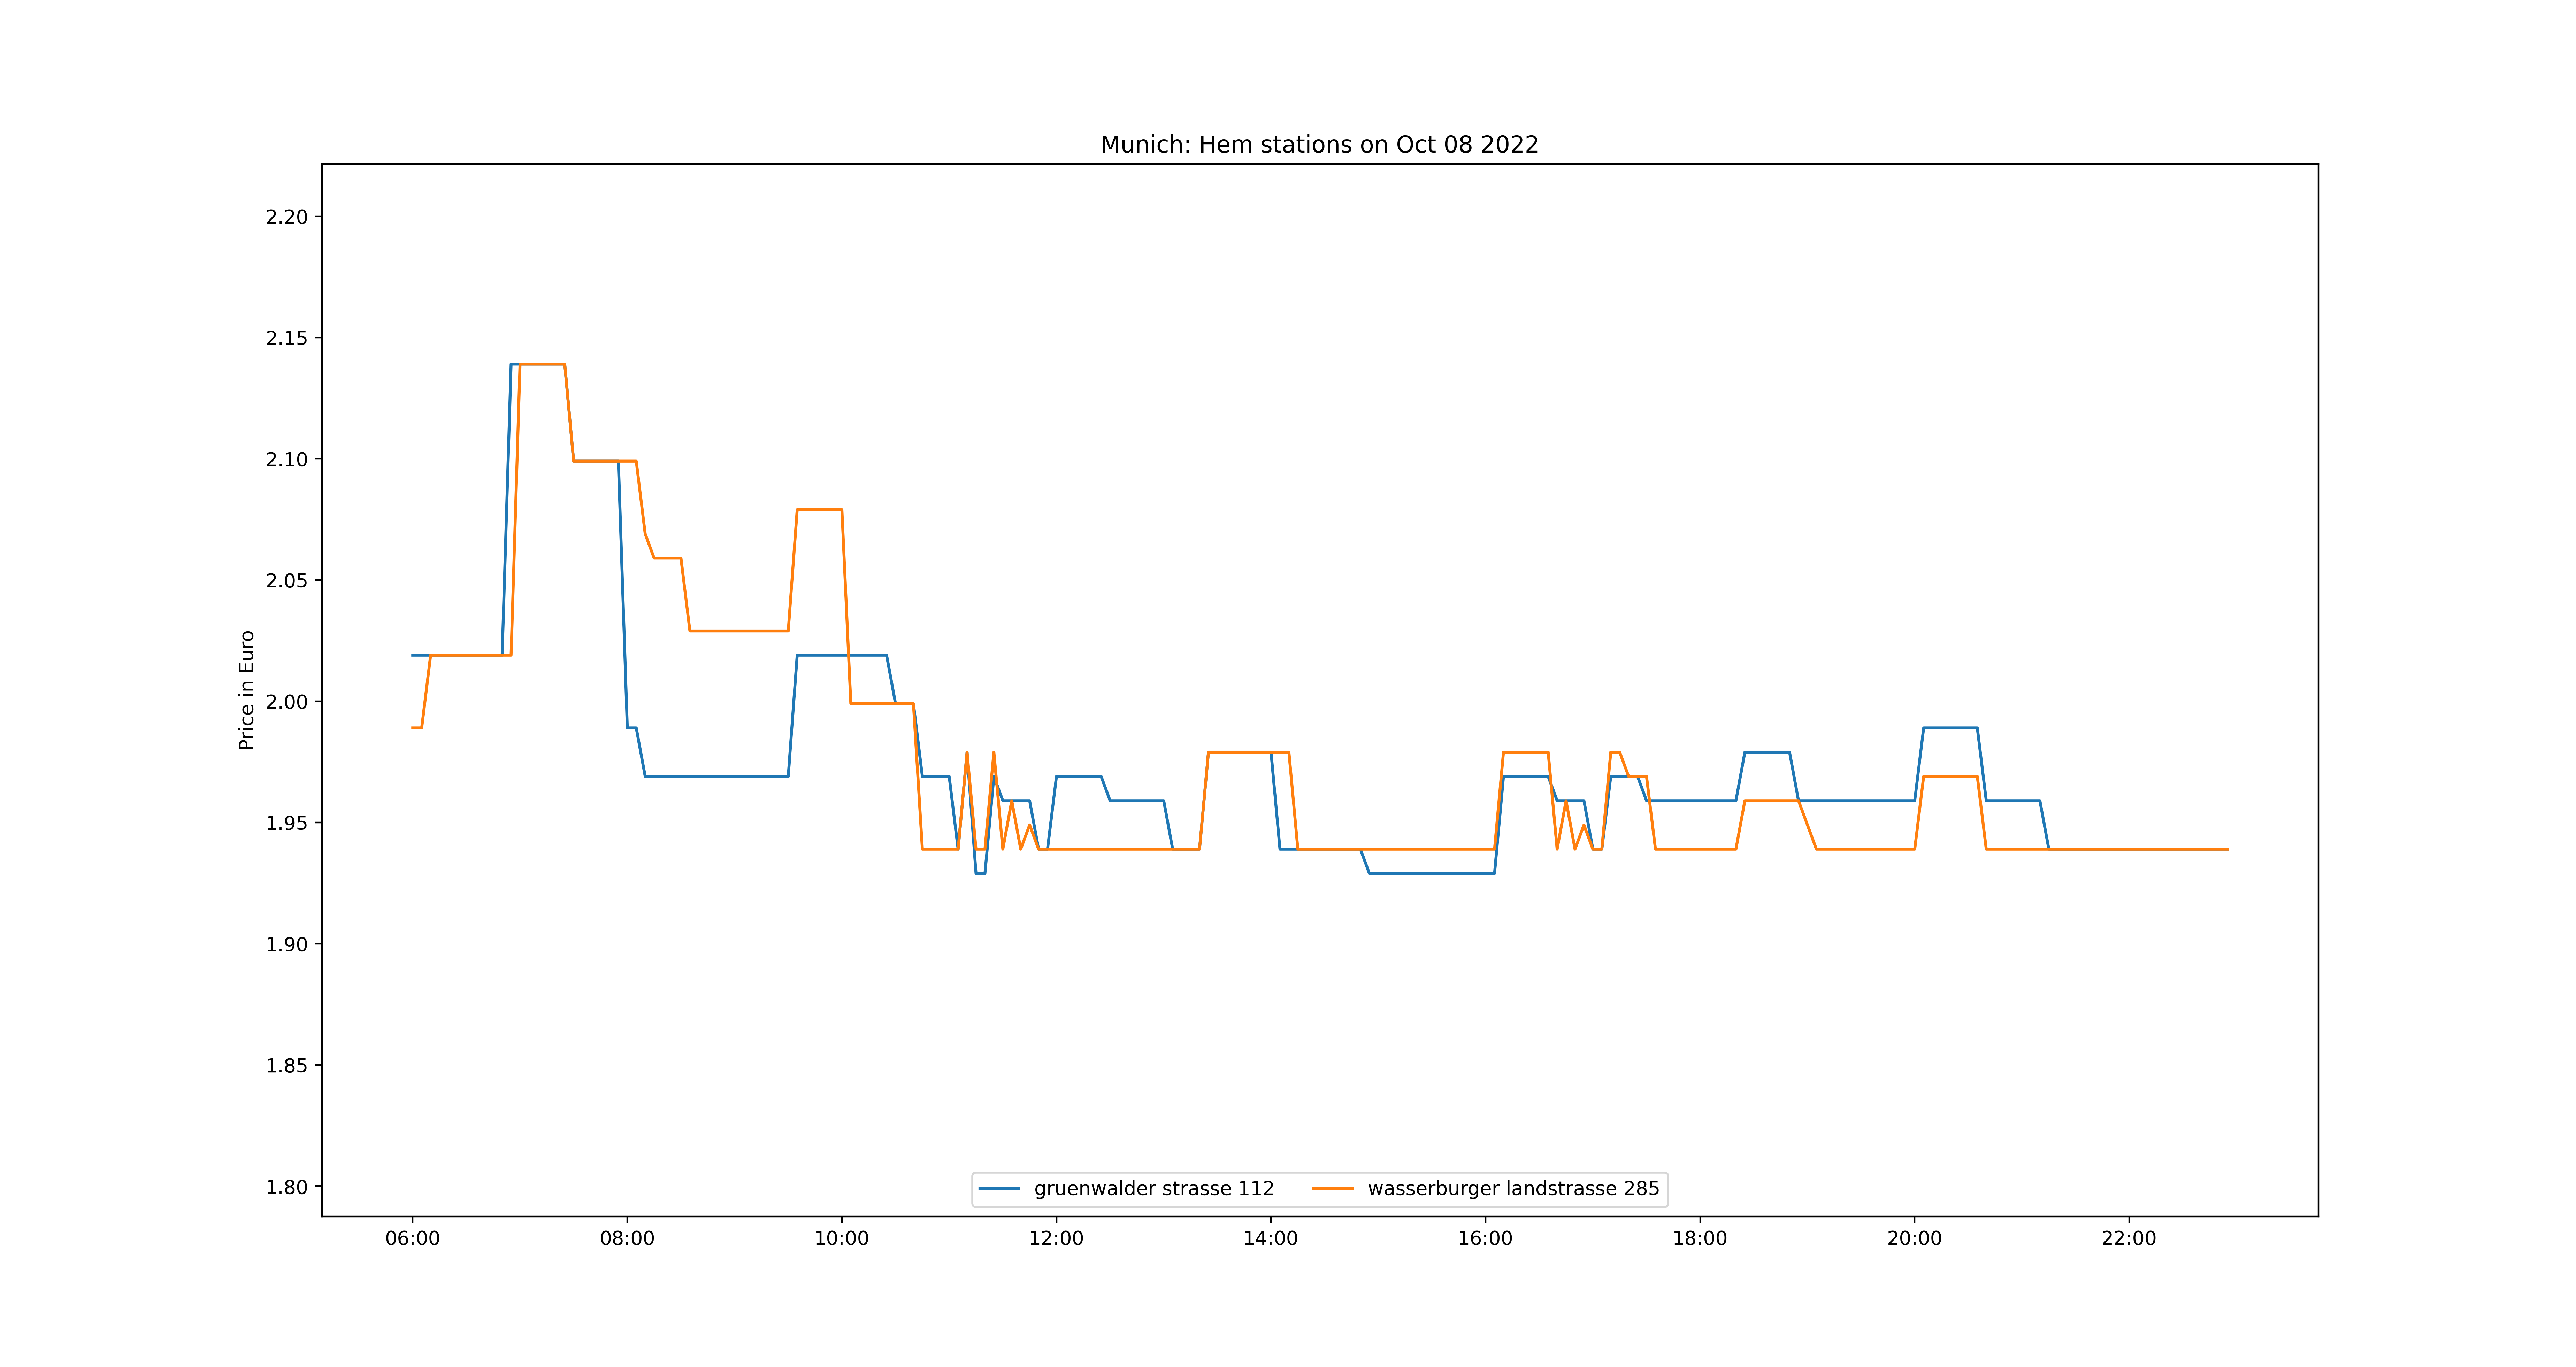 Munich: Hem stations on Oct 08 2022
Price in Euro
2.20
2.15
2.10
2.05
2.00
1.95
1.90
1.85
1.80
gruenwalder strasse 112 wasserburger landstrasse 285
06:00 08:00 10:00 12:00 14:00 16:00 18:00 20:00 22:00